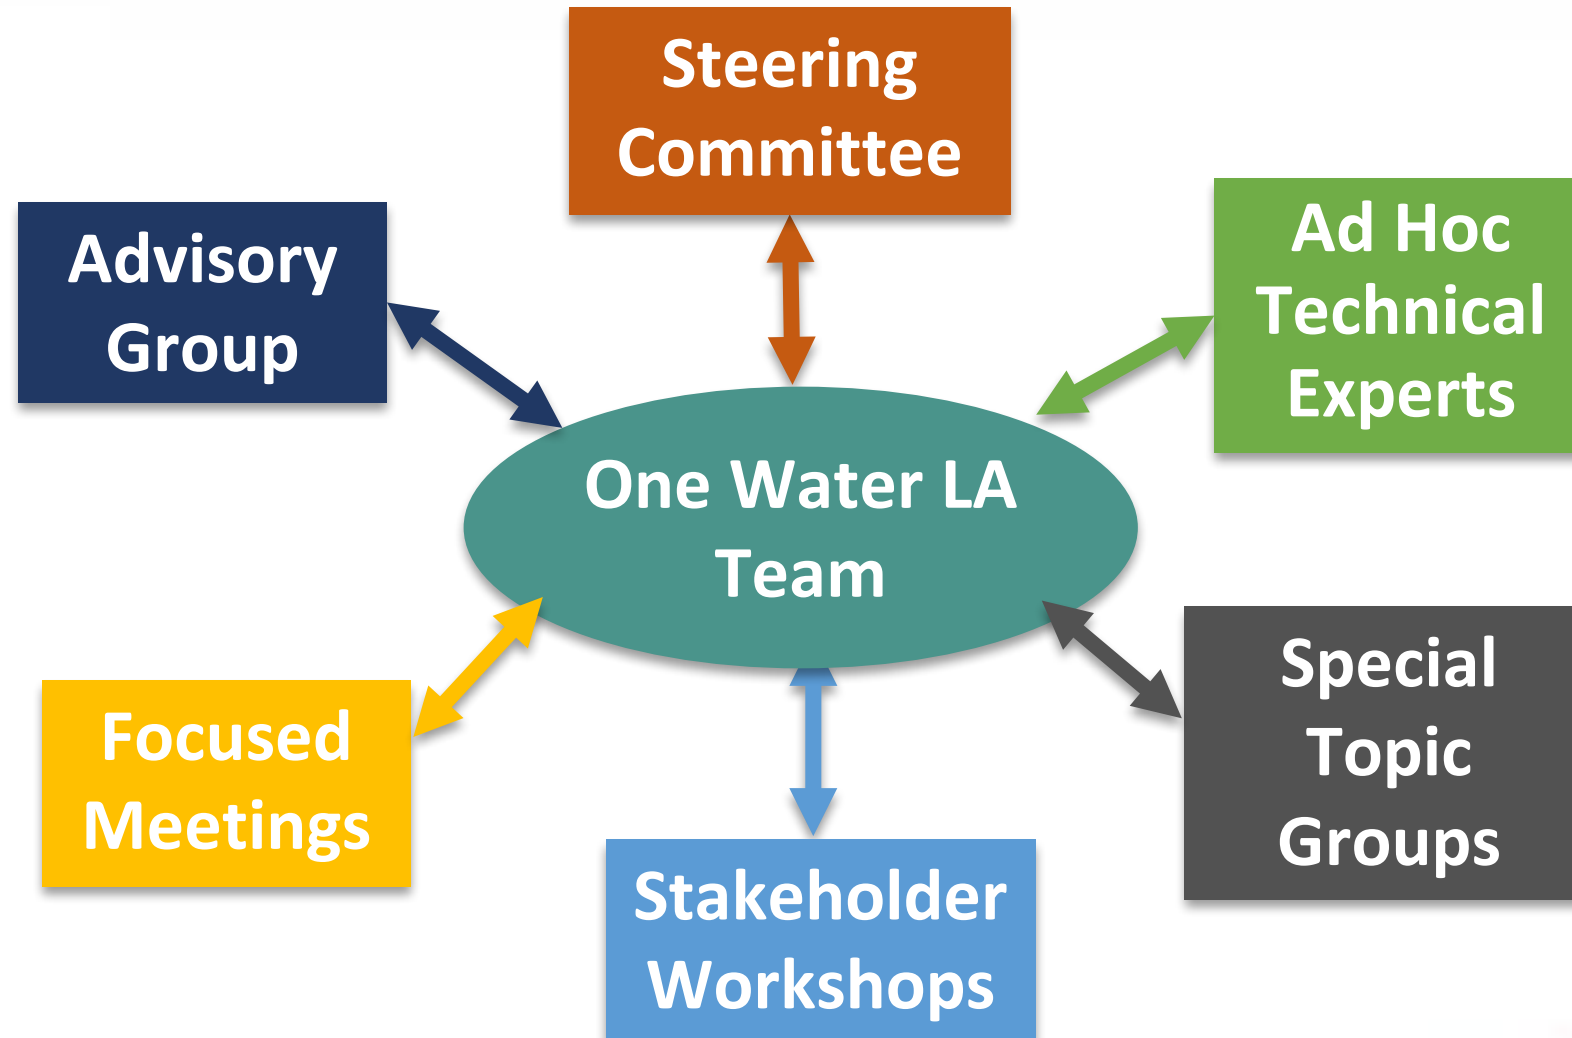 Steering
Committee
Advisory
Group
Ad Hoc
Technical
Experts
One Water LA
Team
Focused
Meetings
Special
Topic
Groups
Stakeholder
Workshops